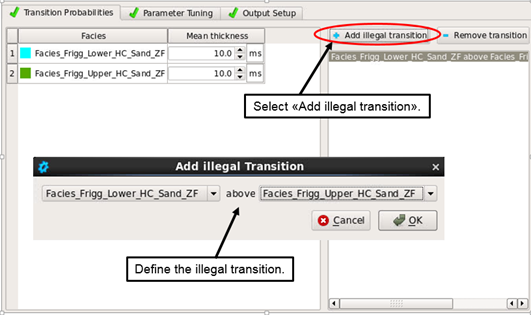 Transition Probabilities
Parameter Tuning
Output Setup
Facies
Mean thickness
1 Facies_Frigg_Lower_HC_Sand_ZF 10.0 ms
2 Facies_Frigg_Upper_HC_Sand_ZF 10.0 ms
Add illegal transition
Remove transition
Facies_Frigg_Lower_HC_Sand_ZF above Facies_Fri
Select «Add illegal transition».
Add illegal Transition
Facies_Frigg_Lower_HC_Sand_ZF above Facies_Frigg_Upper_HC_Sand_ZF
Cancel
OK
Define the illegal transition.